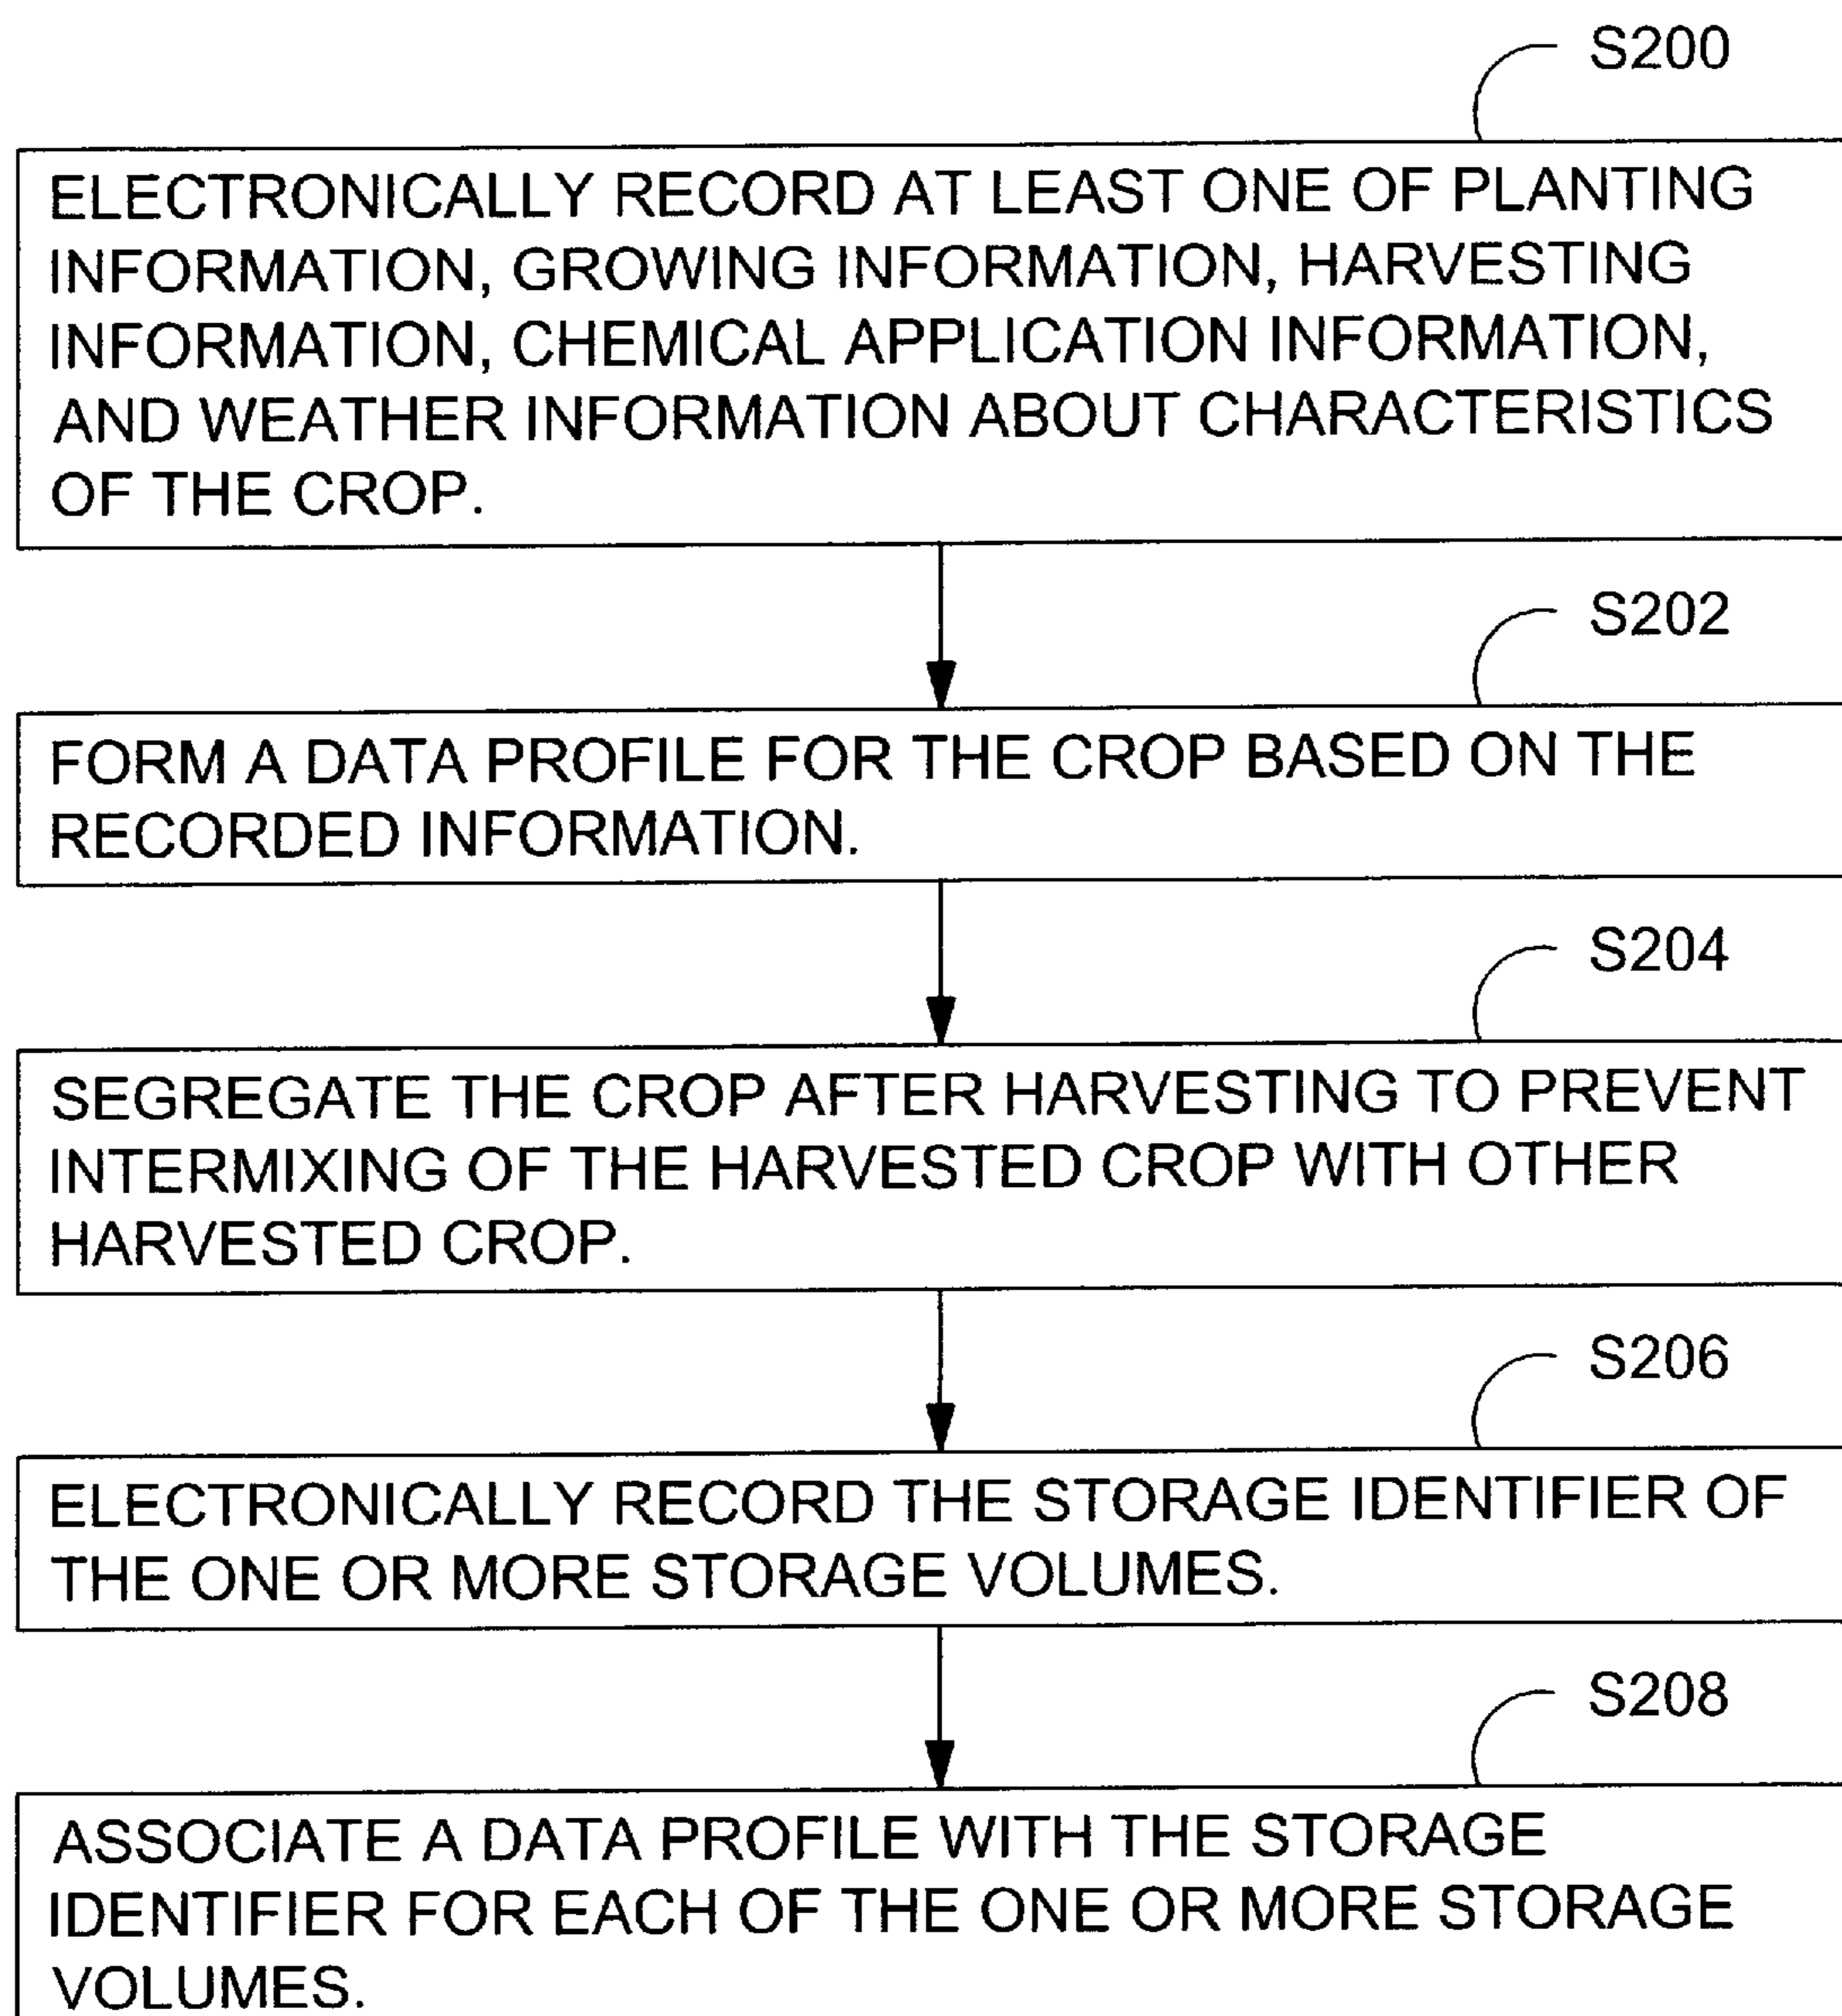 S200
ELECTRONICALLY RECORD AT LEAST ONE OF PLANTING
INFORMATION, GROWING INFORMATION, HARVESTING
INFORMATION, CHEMICAL APPLICATION INFORMATION,
AND WEATHER INFORMATION ABOUT CHARACTERISTICS
OF THE CROP.
S202
FORM A DATA PROFILE FOR THE CROP BASED ON THE
RECORDED INFORMATION.
S204
SEGREGATE THE CROP AFTER HARVESTING TO PREVENT
INTERMIXING OF THE HARVESTED CROP WITH OTHER
HARVESTED CROP.
S206
ELECTRONICALLY RECORD THE STORAGE IDENTIFIER OF
THE ONE OR MORE STORAGE VOLUMES.
S208
ASSOCIATE A DATA PROFILE WITH THE STORAGE
IDENTIFIER FOR EACH OF THE ONE OR MORE STORAGE
VOLUMES.